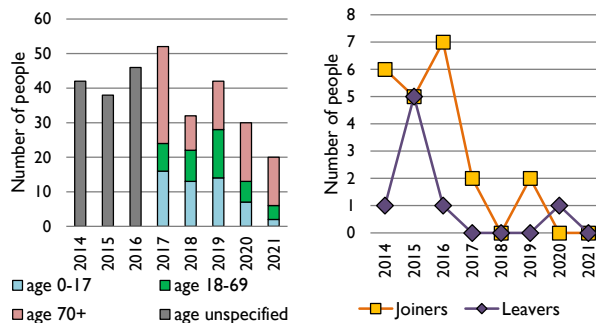 Number of people
60
50
40
30
20
10
0
2014 2015 2016 2017 2018 2019 2020 2021
age 0-17 age 18-69
age 70+ age unspecified
Number of people
8
7
6
5
4
3
2
1
0
2014 2015 2016 2017 2018 2019 2020 2021
Joiners Leavers